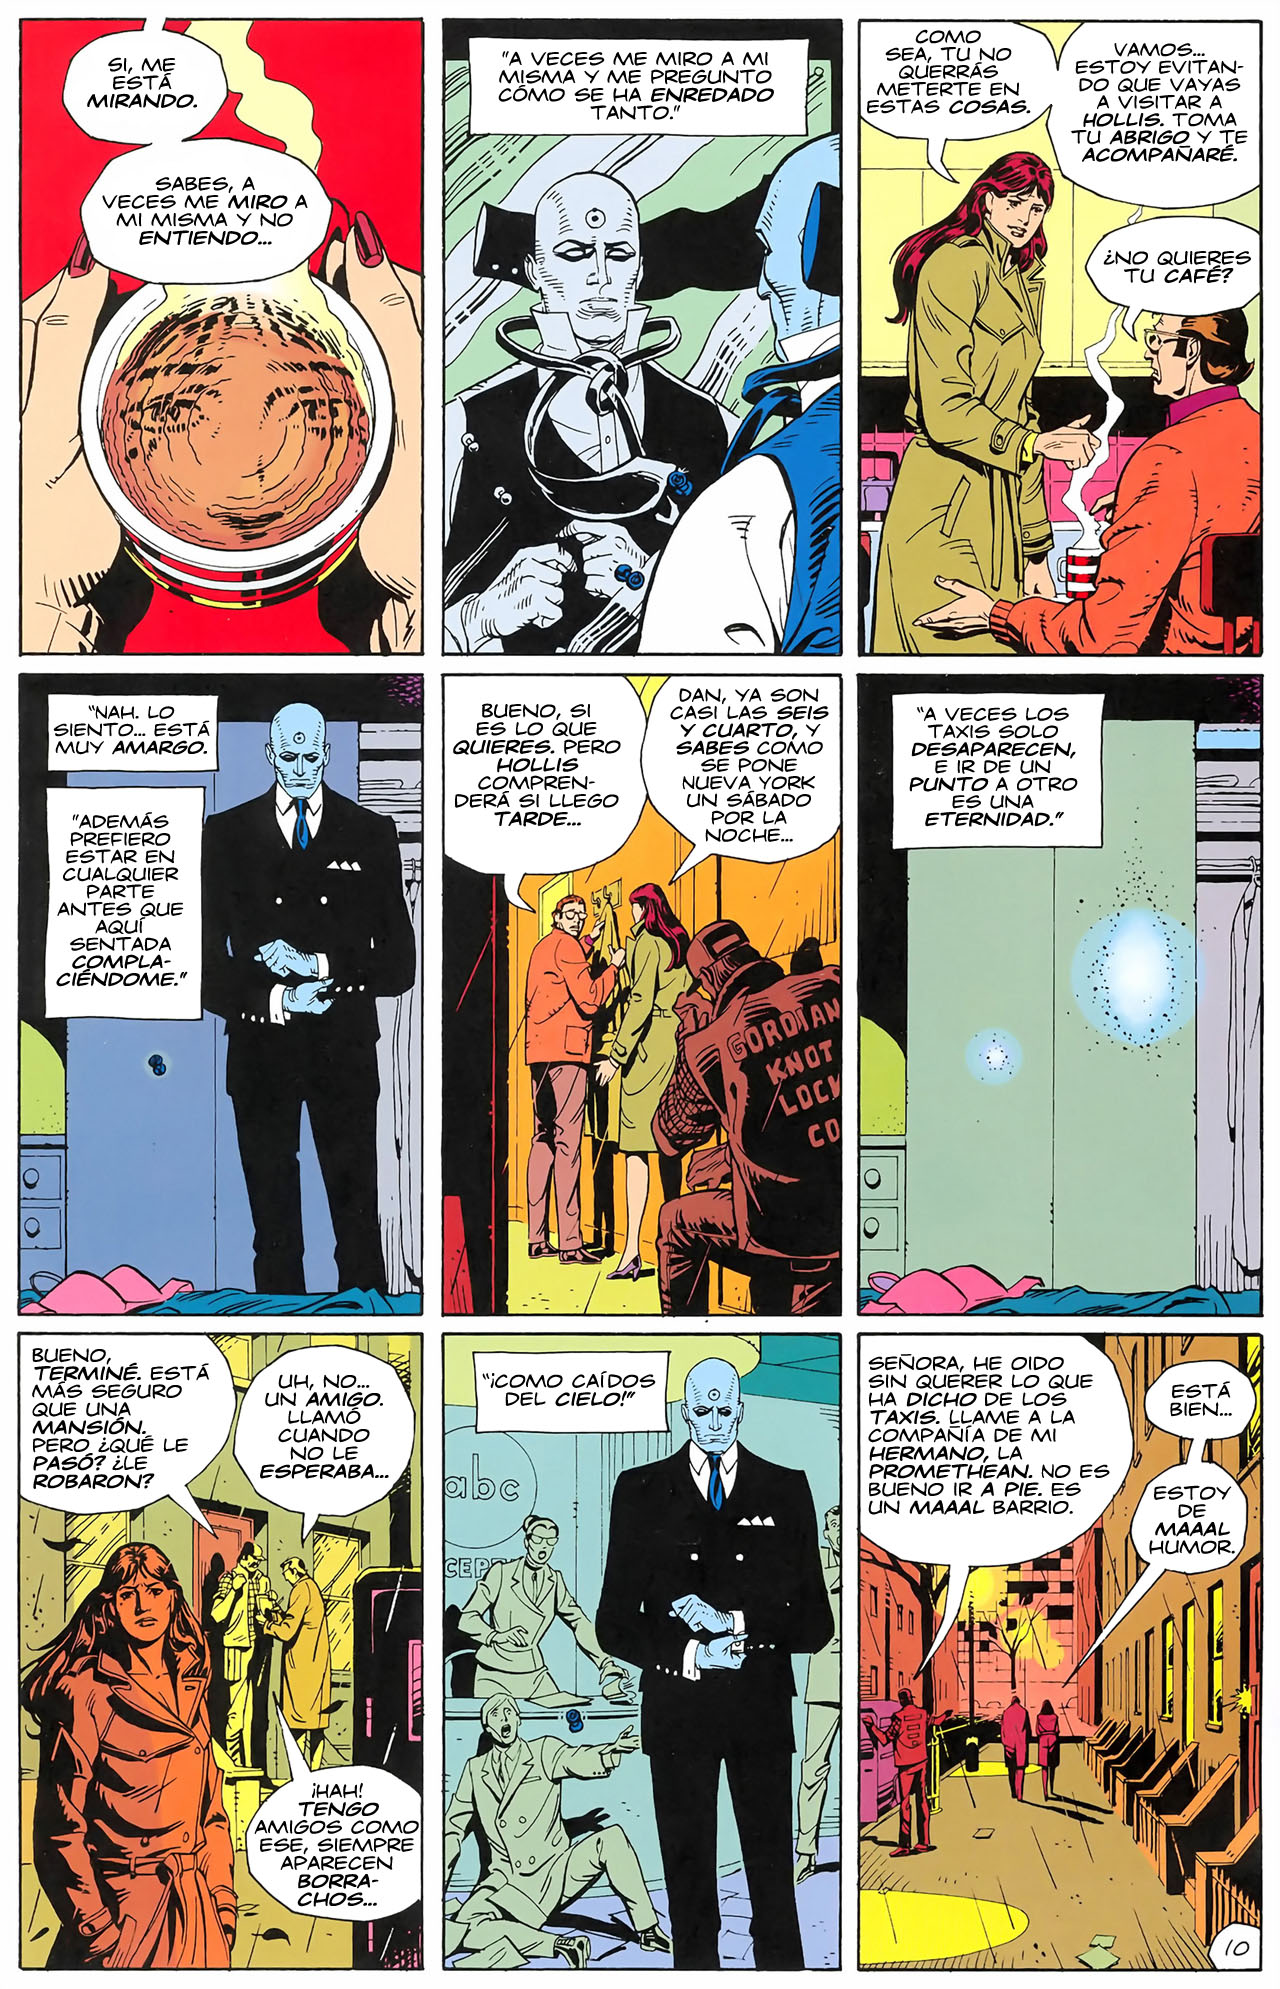 SI, ME
ESTÁ
MIRANDO.
SABES, A
VECES ME MIRO A
MI MISMA Y NO
ENTIENDO...
"A VECES ME MIRO A MI
MISMA Y ME PREGUNTO
CÓMO SE HA ENREDADO
TANTO."
COMO
SEA, TU NO
QUERRÁS
METERTE EN
ESTAS COSAS.
VAMOS...
ESTOY EVITAN-
DO QUE VAYAS
A VISITAR A
HOLLIS. TOMA
TU ABRIGO Y TE
ACOMPAÑARÉ.
¿NO QUIERES
TU CAFÉ?
"NAH. LO
SIENTO... ESTÁ
MUY AMARGO.
"ADEMÁS
PREFIERO
ESTAR EN
CUALQUIER
PARTE
ANTES QUE
AQUÍ
SENTADA
COMPLA-
CIÉNDOME."
BUENO, SI
ES LO QUE
QUIERES. PERO
HOLLIS
COMPREN-
DERÁ SI LLEGO
TARDE...
DAN, YA SON
CASI LAS SEIS
Y CUARTO, Y
SABES COMO
SE PONE
NUEVA YORK
UN SÁBADO
POR LA
NOCHE...
GORDIAN
KNOT
LOCK
CO
"A VECES LOS
TAXIS SOLO
DESAPARECEN,
E IR DE UN
PUNTO A OTRO
ES UNA
ETERNIDAD."
BUENO,
TERMINÉ. ESTÁ
MÁS SEGURO
QUE UNA
MANSIÓN.
PERO ¿QUÉ LE
PASÓ? ¿LE
ROBARON?
UH, NO...
UN AMIGO.
LLAMÓ
CUANDO
NO LE
ESPERABA...
¡HAH!
TENGO
AMIGOS COMO
ESE, SIEMPRE
APARECEN
BORRA-
CHOS...
"¡COMO CAÍDOS
DEL CIELO!"
abc
CEPT
SEÑORA, HE OIDO
SIN QUERER LO QUE
HA DICHO DE LOS
TAXIS. LLAME A LA
COMPAÑÍA DE MI
HERMANO, LA
PROMETHEAN. NO ES
BUENO IR A PIE. ES
UN MAAAL BARRIO.
ESTÁ
BIEN...
ESTOY
DE
MAAAL
HUMOR.
10